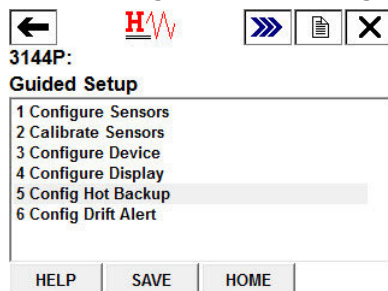 H
3144P:
Guided Setup
1 Configure Sensors
2 Calibrate Sensors
3 Configure Device
4 Configure Display
5 Config Hot Backup
6 Config Drift Alert
HELP SAVE HOME